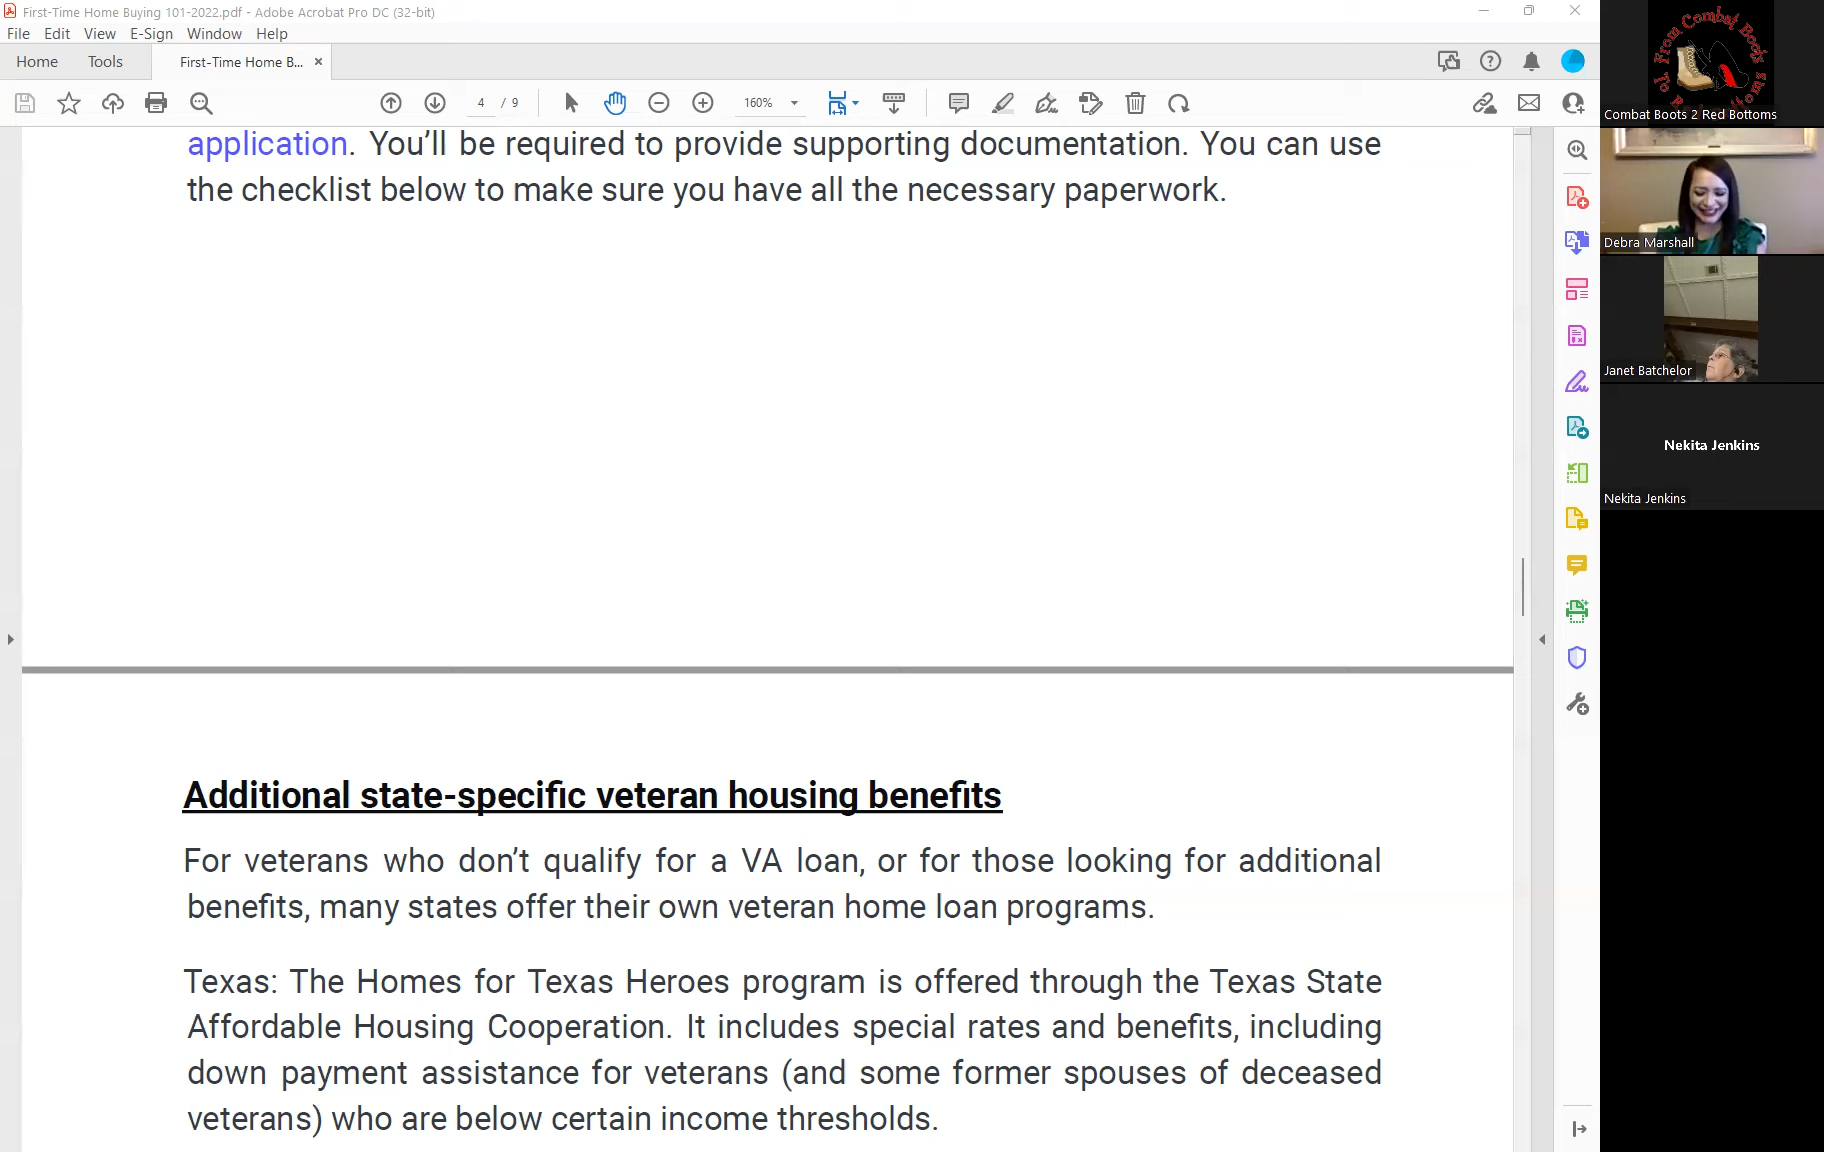 First-Time Home Buying 101-2022.pdf - Adobe Acrobat Pro DC (32-bit)
File Edit View E-Sign Window Help
Home Tools First-Time Home B... ×
4 / 9 160%
application. You’ll be required to provide supporting documentation. You can use
the checklist below to make sure you have all the necessary paperwork.
Additional state-specific veteran housing benefits
For veterans who don’t qualify for a VA loan, or for those looking for additional
benefits, many states offer their own veteran home loan programs.
Texas: The Homes for Texas Heroes program is offered through the Texas State
Affordable Housing Cooperation. It includes special rates and benefits, including
down payment assistance for veterans (and some former spouses of deceased
veterans) who are below certain income thresholds.
From Combat Boots To
Combat Boots 2 Red Bottoms
Debra Marshall
Janet Batchelor
Nekita Jenkins
Nekita Jenkins